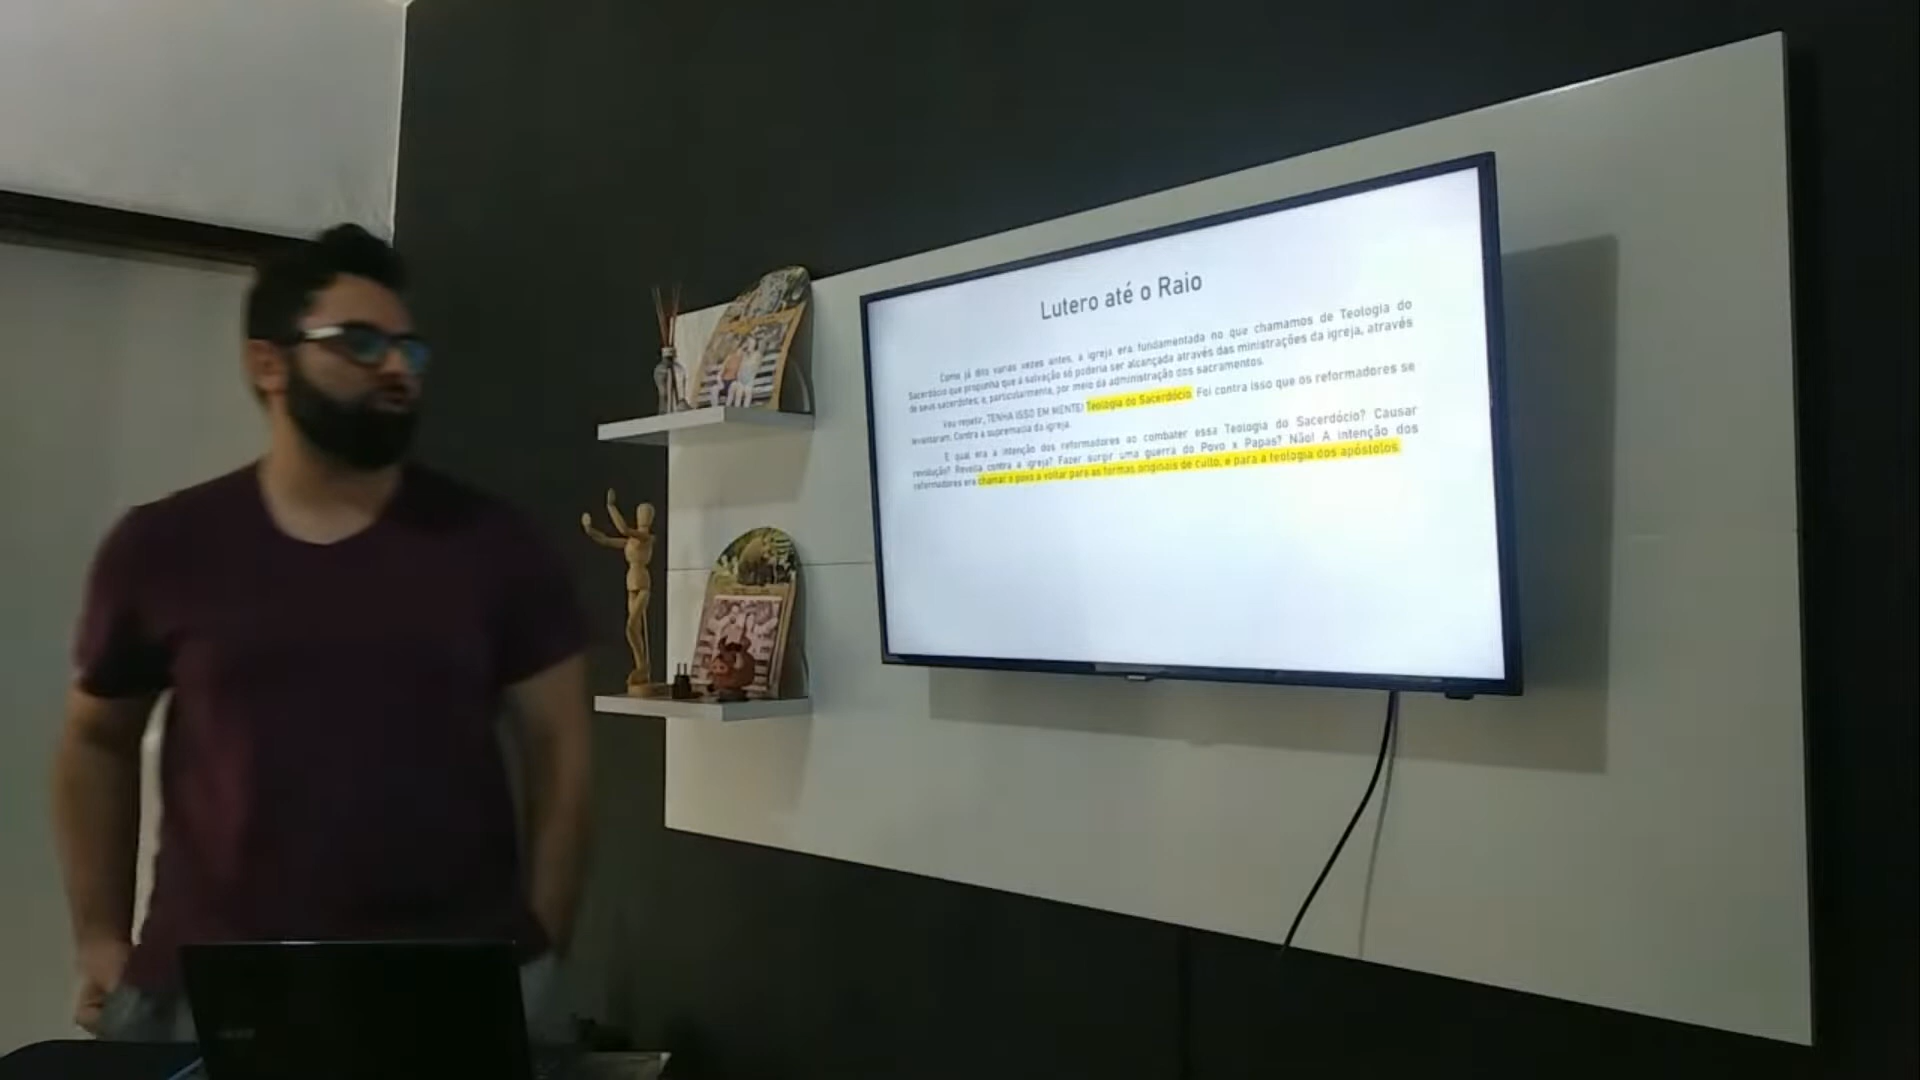 Lutero até o Raio
Como já dito varias vezes antes, a igreja era fundamentada no que chamamos de Teologia do
Sacerdócio que propunha que a salvação só poderia ser alcançada através das ministrações da igreja, através
de seus sacerdotes; e, particularmente, por meio da administração dos sacramentos.
Vou repetir, TENHA ISSO EM MENTE! Teologia do Sacerdócio. Foi contra isso que os reformadores se
levantaram. Contra a supremacia da igreja.
E qual era a intenção dos reformadores ao combater essa Teologia do Sacerdócio? Causar
revolução? Revolta contra a igreja? Fazer surgir uma guerra do Povo x Papas? Não! A intenção dos
reformadores era chamar o povo a voltar para as formas originais de culto, e para a teologia dos apóstolos.